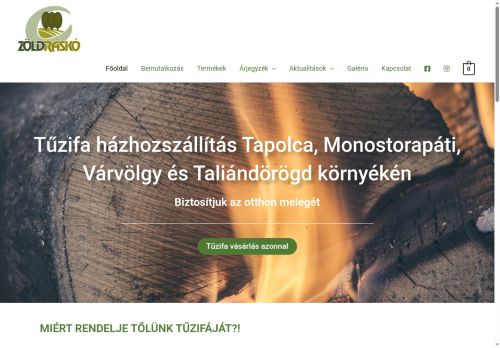 ZÖLDRASKÓ
Főoldal Bemutatkozás Termékek Árjegyzék Aktualitások Galéria Kapcsolat 0
Tűzifa házhozszállítás Tapolca, Monostorapáti,
Várvölgy és Taliándörögd környékén
Biztosítjuk az otthon melegét
Tűzifa vásárlás azonnal
MIÉRT RENDELJE TŐLÜNK TŰZIFÁJÁT?!